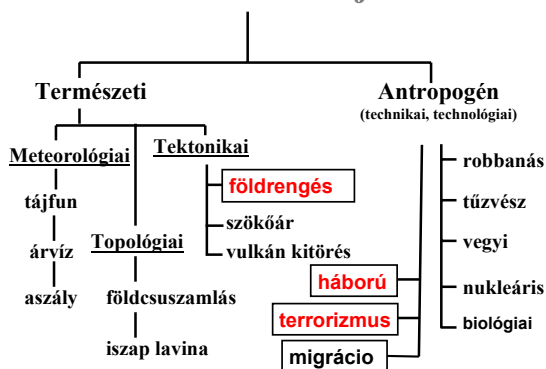 Természeti
Antropogén
(technikai, technológiai)
Meteorológiai
tájfun
árvíz
aszály
Topológiai
földcsuszamlás
iszap lavina
Tektonikai
földrengés
szökőár
vulkán kitörés
háború
terrorizmus
migrácio
robbanás
tűzvész
vegyi
nukleáris
biológiai